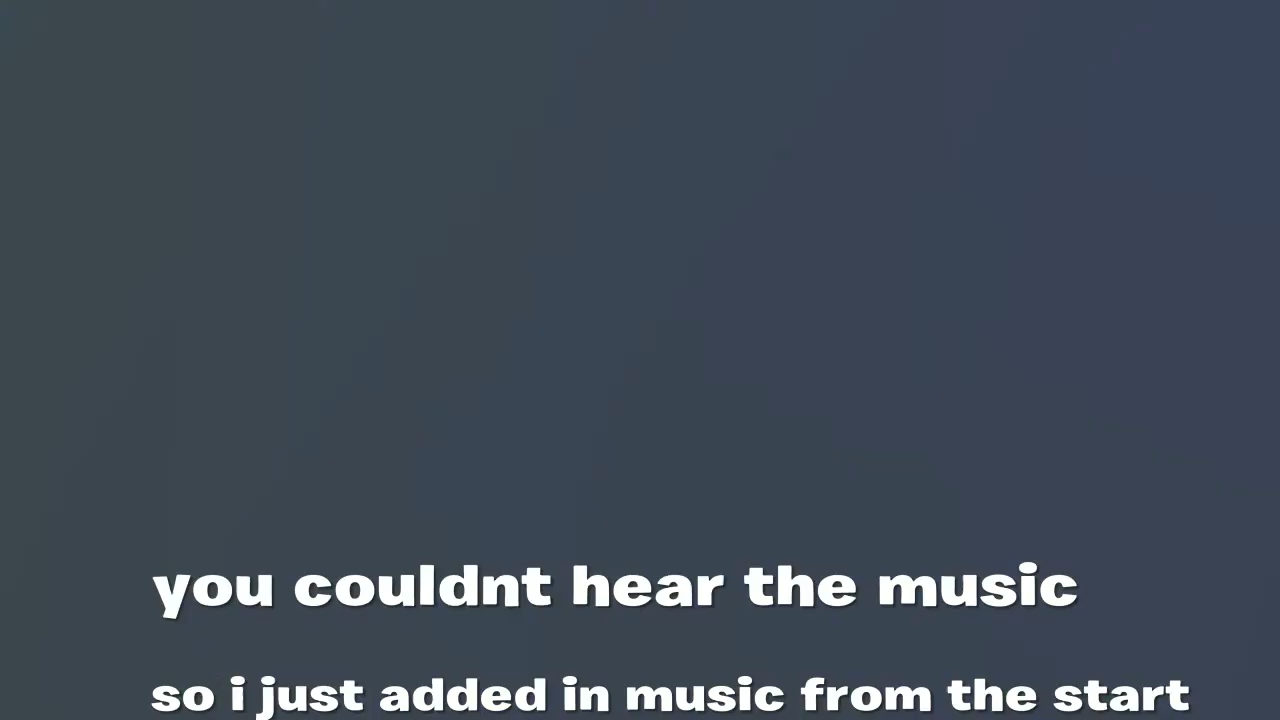 you couldnt hear the music
so i just added in music from the start